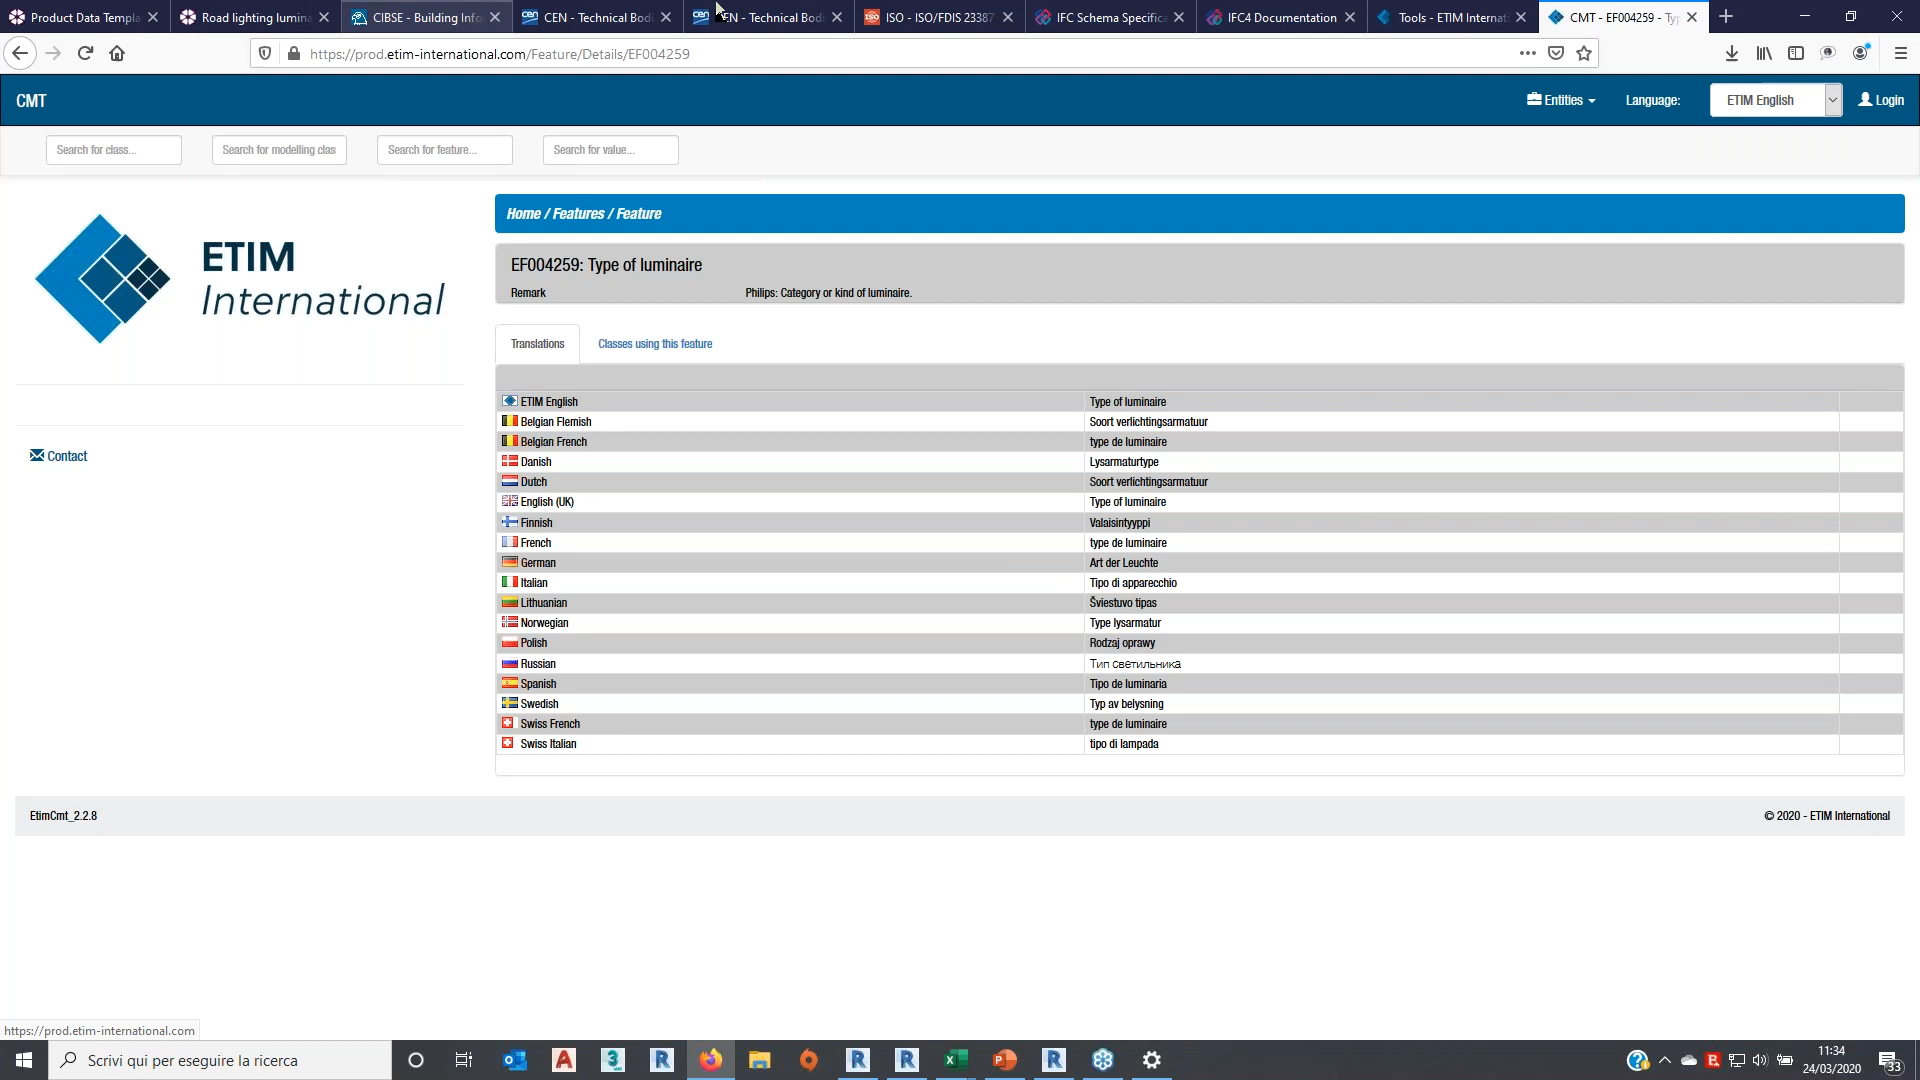 Product Data Templa
Road lighting lumina
CIBSE - Building Info
CEN - Technical Bodi
EN - Technical Bodi
ISO - ISO/FDIS 23387
IFC Schema Specifica
IFC4 Documentation
Tools - ETIM Internati
CMT - EF004259 - Typ
https://prod.etim-international.com/Feature/Details/EF004259
CMT
Entities
Language:
ETIM English
Login
Search for class...
Search for modelling clas
Search for feature...
Search for value...
ETIM
International
Home / Features / Feature
EF004259: Type of luminaire
Remark
Philips: Category or kind of luminaire.
Translations
Classes using this feature
ETIM English Type of luminaire
Belgian Flemish Soort verlichtingsarmatuur
Belgian French type de luminaire
Danish Lysarmaturtype
Dutch Soort verlichtingsarmatuur
English (UK) Type of luminaire
Finnish Valaisintyyppi
French type de luminaire
German Art der Leuchte
Italian Tipo di apparecchio
Lithuanian Šviestuvo tipas
Norwegian Type lysarmatur
Polish Rodzaj oprawy
Russian Тип светильника
Spanish Tipo de luminaria
Swedish Typ av belysning
Swiss French type de luminaire
Swiss Italian tipo di lampada
Contact
EtimCmt_2.2.8
© 2020 - ETIM International
https://prod.etim-international.com
Scrivi qui per eseguire la ricerca
11:34
24/03/2020
33